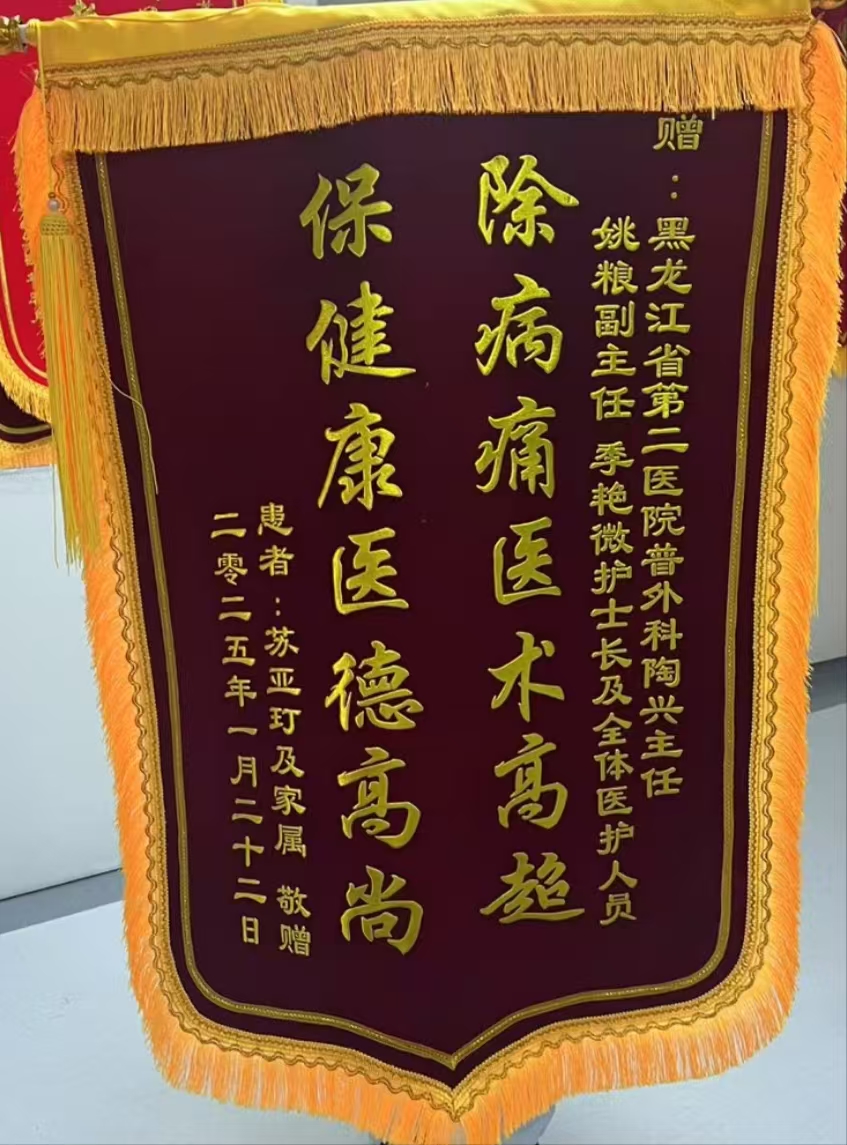 赠：黑龙江省第二医院普外科陶兴主任
姚粮副主任 季艳微护士长及全体医护人员
除病痛医术高超
保健康医德高尚
患者：苏亚玎及家属 敬赠
二零二五年一月二十二日